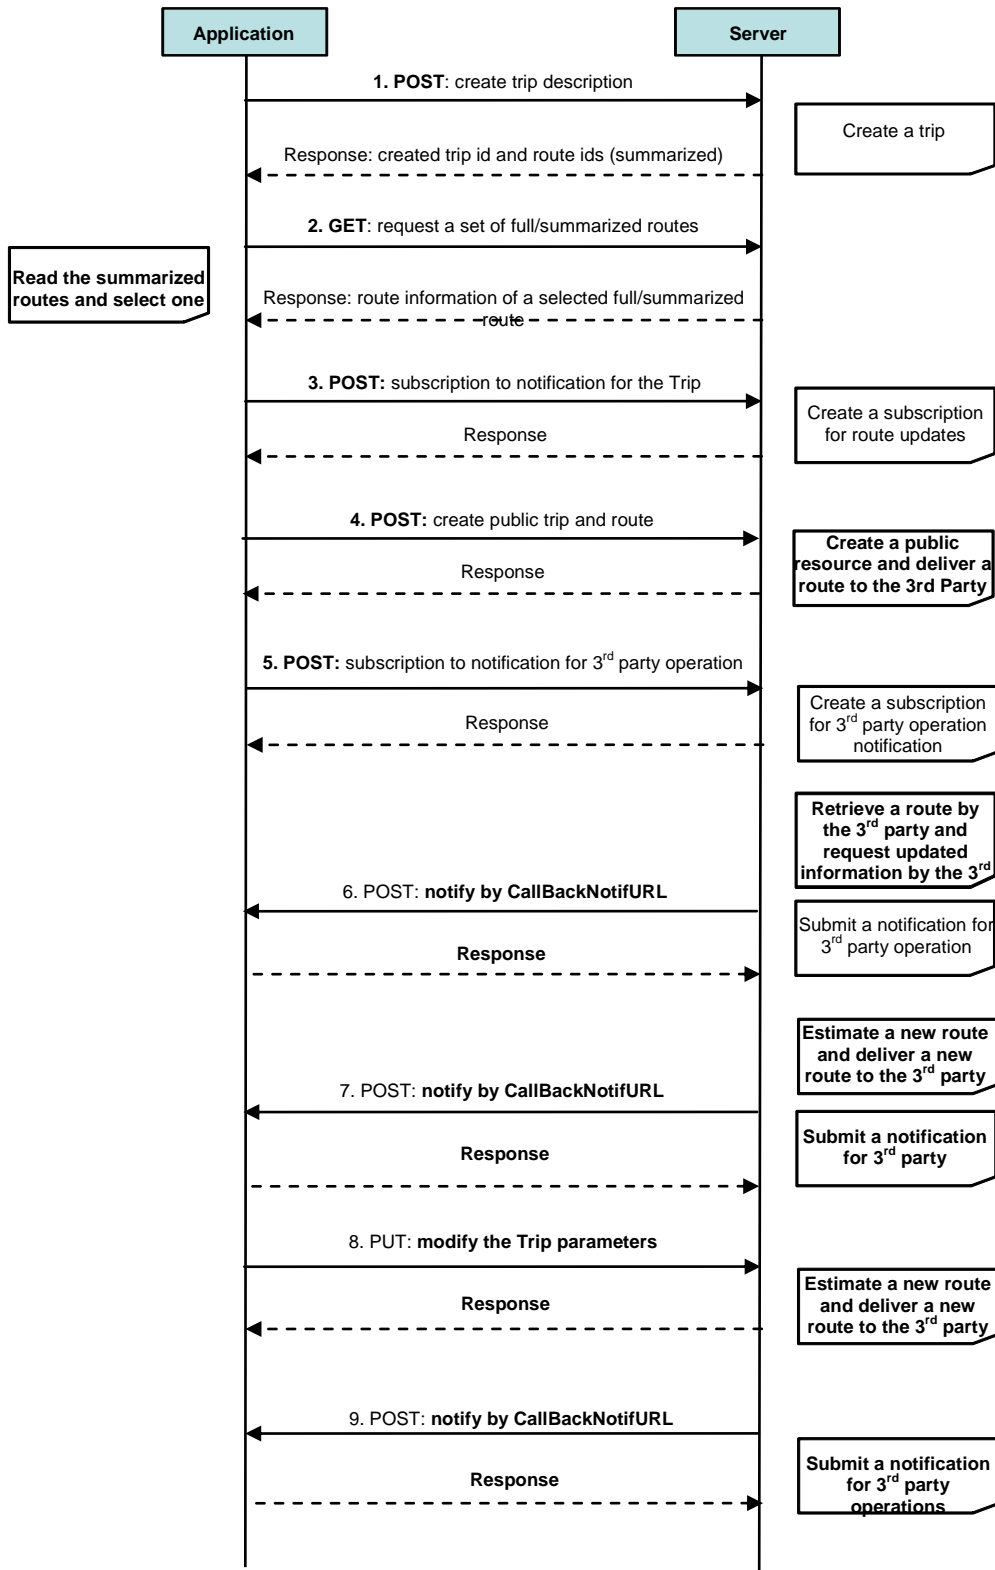 Application
Server
1. POST: create trip description
Create a trip
Response: created trip id and route ids (summarized)
2. GET: request a set of full/summarized routes
Read the summarized
routes and select one
Response: route information of a selected full/summarized
route
3. POST: subscription to notification for the Trip
Create a subscription
for route updates
Response
4. POST: create public trip and route
Create a public
resource and deliver a
route to the 3rd Party
Response
5. POST: subscription to notification for 3rd party operation
Create a subscription
for 3rd party operation
notification
Response
Retrieve a route by
the 3rd party and
request updated
information by the 3rd
6. POST: notify by CallBackNotifURL
Submit a notification for
3rd party operation
Response
Estimate a new route
and deliver a new
route to the 3rd party
7. POST: notify by CallBackNotifURL
Submit a notification
for 3rd party
Response
8. PUT: modify the Trip parameters
Estimate a new route
and deliver a new
route to the 3rd party
Response
9. POST: notify by CallBackNotifURL
Submit a notification
for 3rd party
operations
Response